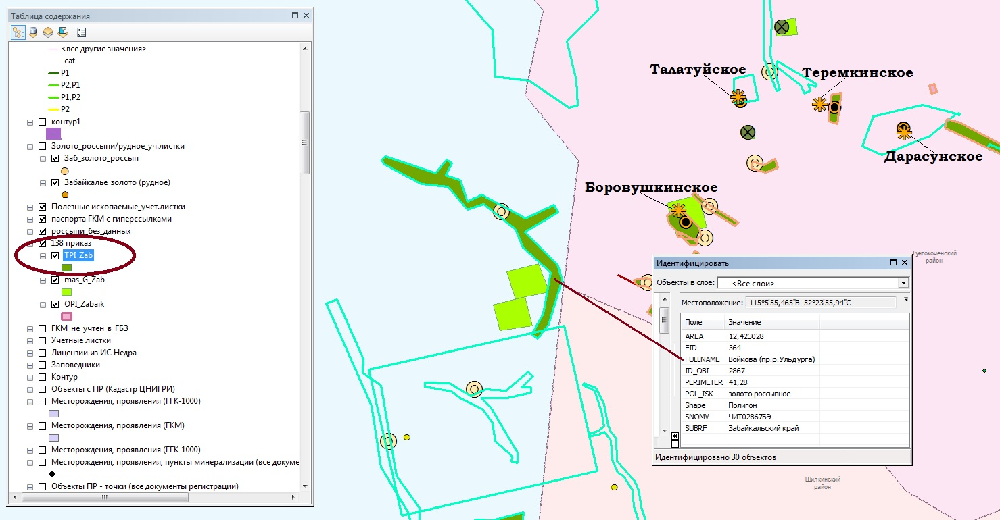 Таблица содержания
<все другие значения>
cat
P1
P2,P1
P1,P2
P2
контур1
Золото_россыпи/рудное_уч.листки
Заб_золото_россып
Забайкалье_золото (рудное)
Полезные ископаемые_учет.листки
паспорта ГКМ с гиперссылками
россыпи_без_данных
138 приказ
TPI_Zab
mas_G_Zab
OPI_Zabaik
ГКМ_не_учтен_в_ГБЗ
Учетные листки
Лицензии из ИС Недра
Заповедники
Контур
Объекты с ПР (Кадастр ЦНИГРИ)
Месторождения, проявления (ГГК-1000)
Месторождения, проявления (ГКМ)
Месторождения, проявления (ГГК-1000)
Месторождения, проявления, пункты минерализации (все докуме
Объекты ПР - точки (все документы регистрации)
Талатуйское
Теремкинское
Дарасунское
Боровушкинское
Тунгокоченский
район
Идентифицировать
Объекты в слое: <Все слои>
Местоположение: 115°5'55,465"В 52°23'55,94"С
Поле Значение
AREA 12,423028
FID 364
FULLNAME Войкова (пр.р.Ульдурга)
ID_OBI 2867
PERIMETER 41,28
POL_ISK золото россыпное
Shape Полигон
SNOMV ЧИТ02867БЭ
SUBRF Забайкальский край
Идентифицировано 30 объектов
Шилкинский
район